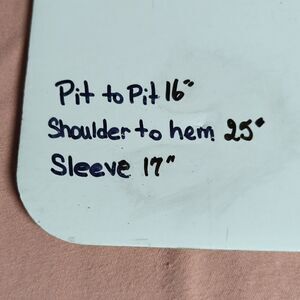 Pit to Pit 16"
Shoulder to hem 25"
Sleeve 17"